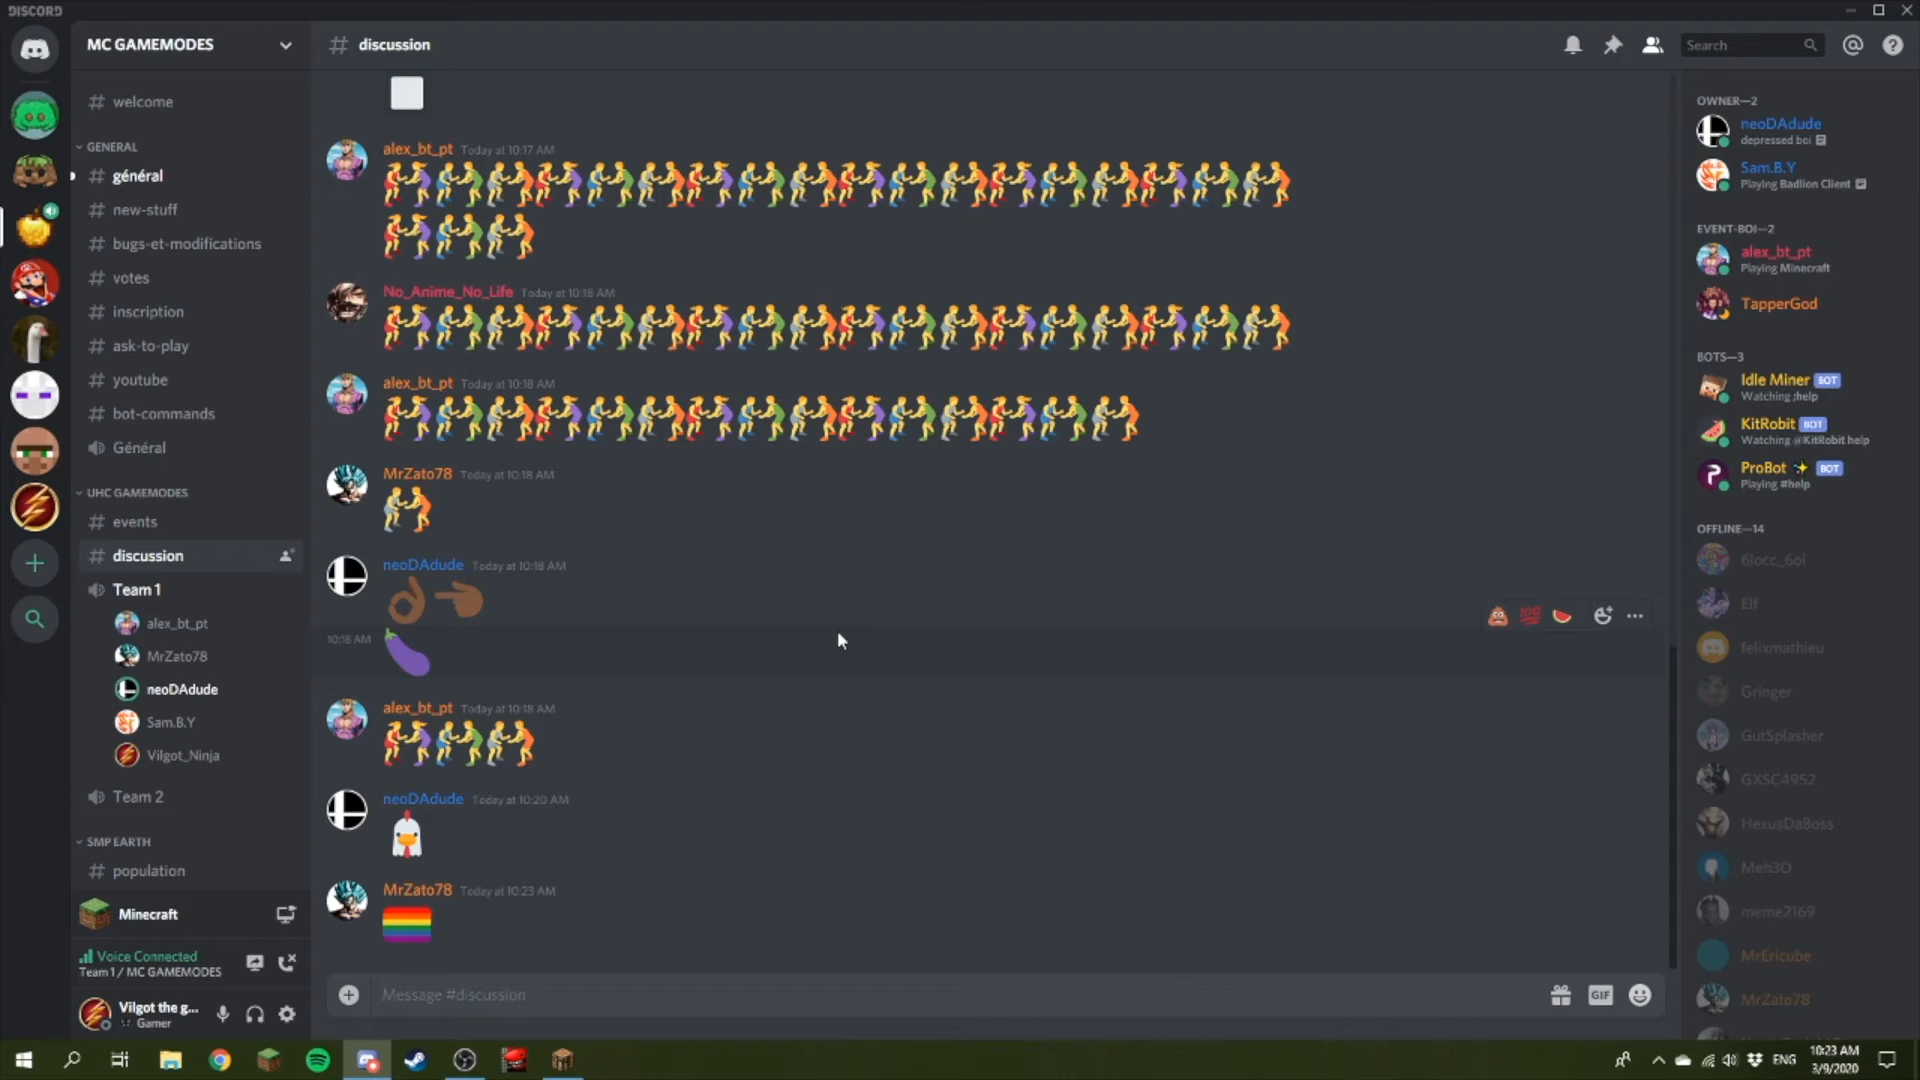 DISCORD
MC GAMEMODES
discussion
Search
welcome
GENERAL
général
new-stuff
bugs-et-modifications
votes
inscription
ask-to-play
youtube
bot-commands
Général
UHC GAMEMODES
events
discussion
Team 1
alex_bt_pt
MrZato78
neoDAdude
Sam.B.Y
Vilgot_Ninja
Team 2
SMP EARTH
population
Minecraft
Voice Connected
Team 1 / MC GAMEMODES
Vilgot the g...
Gamer
alex_bt_pt Today at 10:17 AM
No_Anime_No_Life Today at 10:18 AM
alex_bt_pt Today at 10:18 AM
MrZato78 Today at 10:18 AM
neoDAdude Today at 10:18 AM
10:18 AM
alex_bt_pt Today at 10:18 AM
neoDAdude Today at 10:20 AM
MrZato78 Today at 10:23 AM
Message #discussion
GIF
OWNER—2
neoDAdude
depressed boi
Sam.B.Y
Playing Badlion Client
EVENT-BOI—2
alex_bt_pt
Playing Minecraft
TapperGod
BOTS—3
Idle Miner BOT
Watching ;help
KitRobit BOT
Watching @KitRobit help
ProBot ✨ BOT
Playing #help
OFFLINE—14
6locc_6oi
Elf
felixmathieu
Gringer
GutSplasher
GXSC4952
HexusDaBoss
Meh3O
meme2169
MrEricube
MrZato78
ENG
10:23 AM
3/9/2020